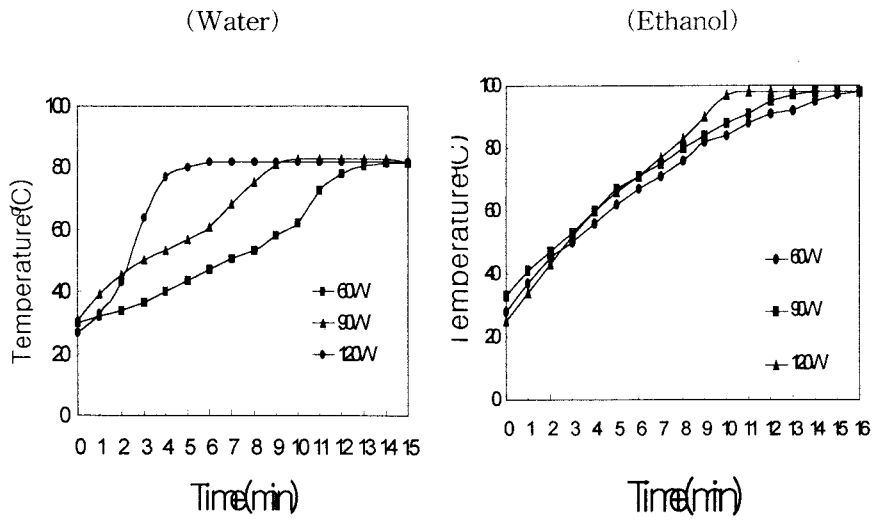 (Water)
Temperature(°C)
100
80
60
40
20
0
60W
90W
120W
0 1 2 3 4 5 6 7 8 9 10 11 12 13 14 15
Time(min)
(Ethanol)
Temperature(°C)
100
80
60
40
20
0
60W
90W
120W
0 1 2 3 4 5 6 7 8 9 10 11 12 13 14 15 16
Time(min)